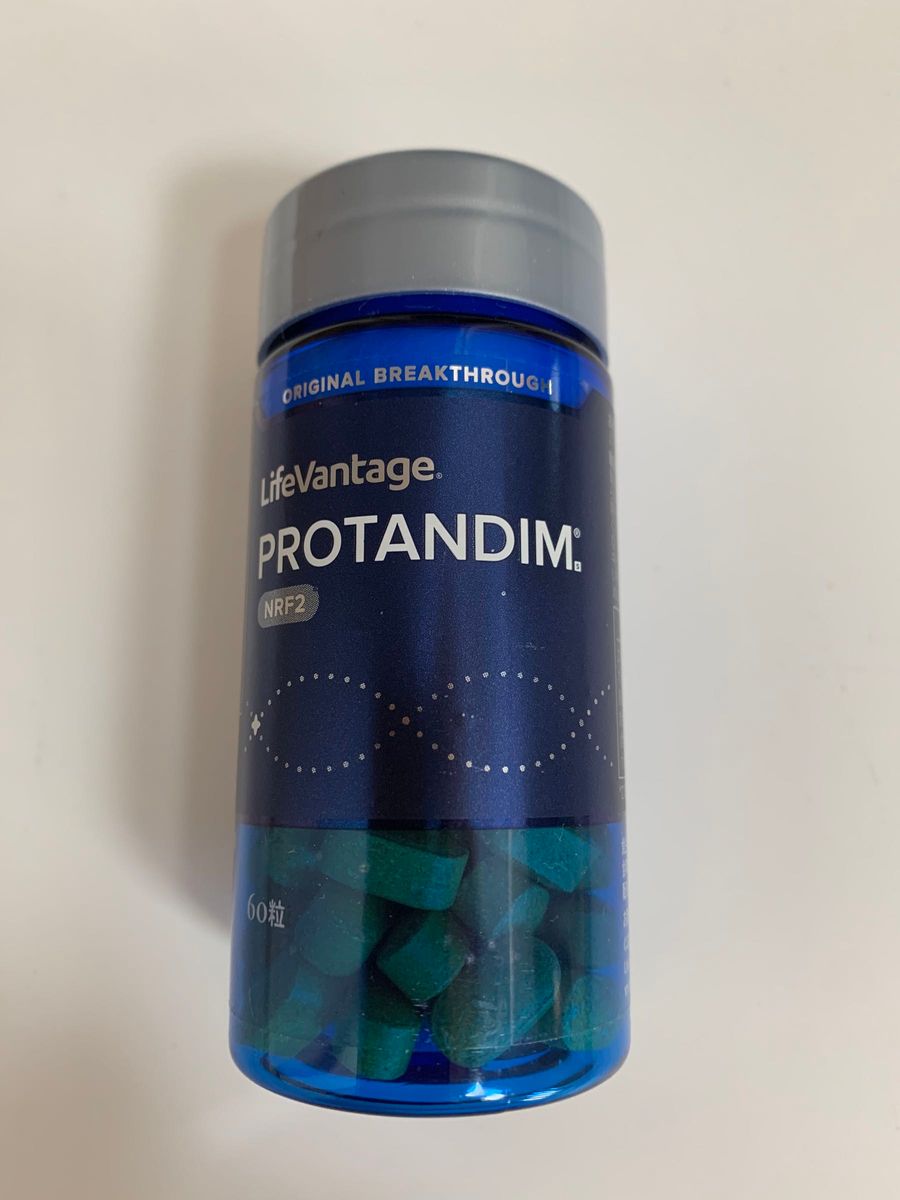 ORIGINAL BREAKTHROUGH
LifeVantage®
PROTANDIM®
NRF2
60粒